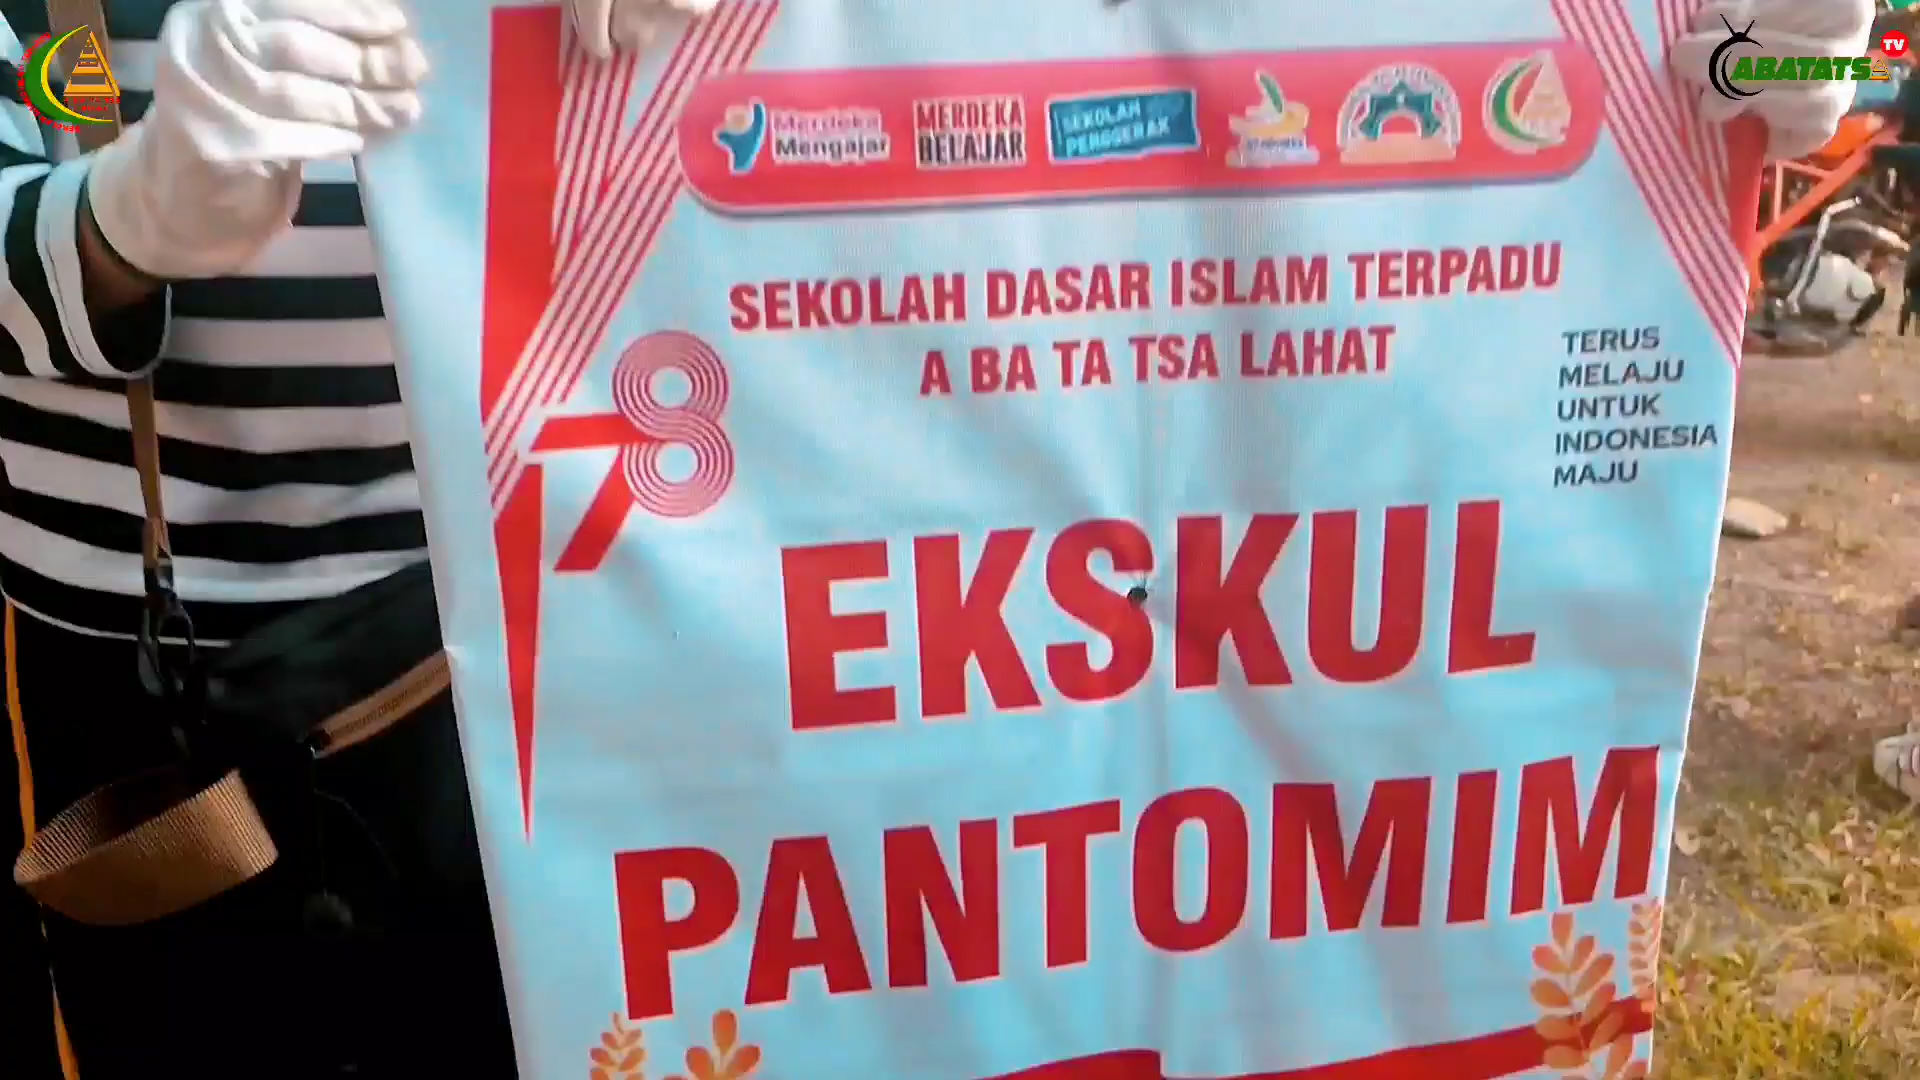 ABATATSA
TV
Merdeka
Mengajar
MERDEKA
BELAJAR
SEKOLAH
PENGGERAK
SEKOLAH DASAR ISLAM TERPADU
A BA TA TSA LAHAT
78
TERUS
MELAJU
UNTUK
INDONESIA
MAJU
EKSKUL
PANTOMIM